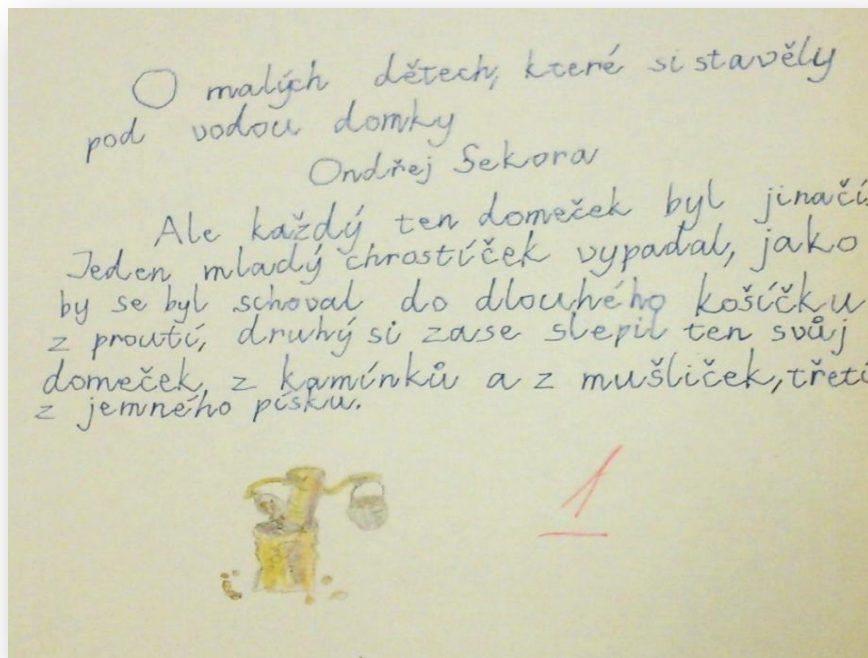 O malých dětech, které si stavěly
pod vodou domky
Ondřej Sekora
Ale každý ten domeček byl jinačí.
Jeden mladý chrostíček vypadal, jako
by se byl schoval do dlouhého košíčku
z proutí, druhý si zase slepil ten svůj
domeček, z kamínků a z mušliček, třetí
z jemného písku.
1